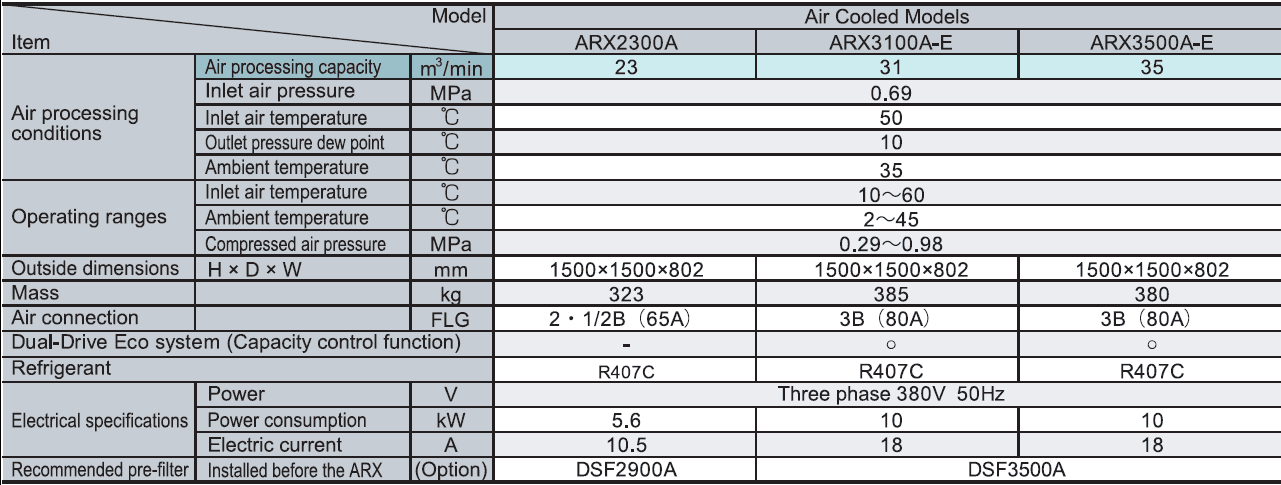 Model Air Cooled Models
Item ARX2300A ARX3100A-E ARX3500A-E
Air processing conditions Air processing capacity m³/min 23 31 35
Inlet air pressure MPa 0.69
Inlet air temperature ℃ 50
Outlet pressure dew point ℃ 10
Ambient temperature ℃ 35
Operating ranges Inlet air temperature ℃ 10～60
Ambient temperature ℃ 2～45
Compressed air pressure MPa 0.29～0.98
Outside dimensions H × D × W mm 1500×1500×802 1500×1500×802 1500×1500×802
Mass kg 323 385 380
Air connection FLG 2・1/2B（65A） 3B（80A） 3B（80A）
Dual-Drive Eco system (Capacity control function) - ○ ○
Refrigerant R407C R407C R407C
Electrical specifications Power V Three phase 380V 50Hz
Power consumption kW 5.6 10 10
Electric current A 10.5 18 18
Recommended pre-filter Installed before the ARX (Option) DSF2900A DSF3500A